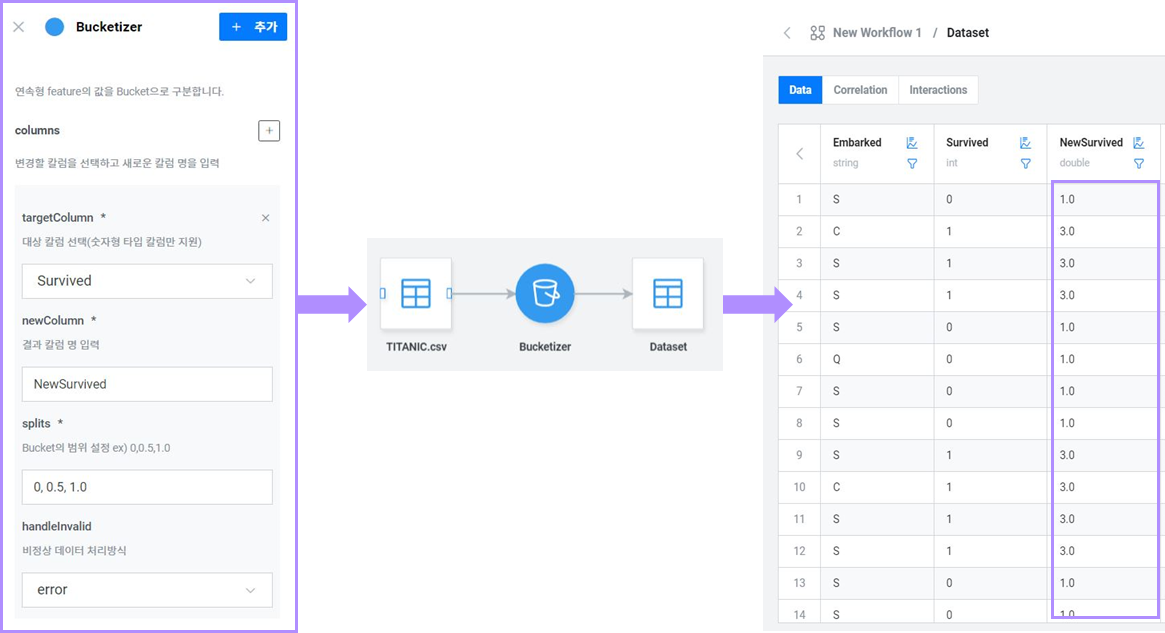 Bucketizer
+ 추가
연속형 feature의 값을 Bucket으로 구분합니다.
columns
변경할 칼럼을 선택하고 새로운 칼럼 명을 입력
targetColumn *
대상 칼럼 선택(숫자형 타입 칼럼만 지원)
Survived
newColumn *
결과 칼럼 명 입력
NewSurvived
splits *
Bucket의 범위 설정 ex) 0,0.5,1.0
0, 0.5, 1.0
handleInvalid
비정상 데이터 처리방식
error
TITANIC.csv Bucketizer Dataset
New Workflow 1 / Dataset
Data Correlation Interactions
Embarked Survived NewSurvived
string int double
1 S 0 1.0
2 C 1 3.0
3 S 1 3.0
4 S 1 3.0
5 S 0 1.0
6 Q 0 1.0
7 S 0 1.0
8 S 0 1.0
9 S 1 3.0
10 C 1 3.0
11 S 1 3.0
12 S 1 3.0
13 S 0 1.0
14 S 0 1.0